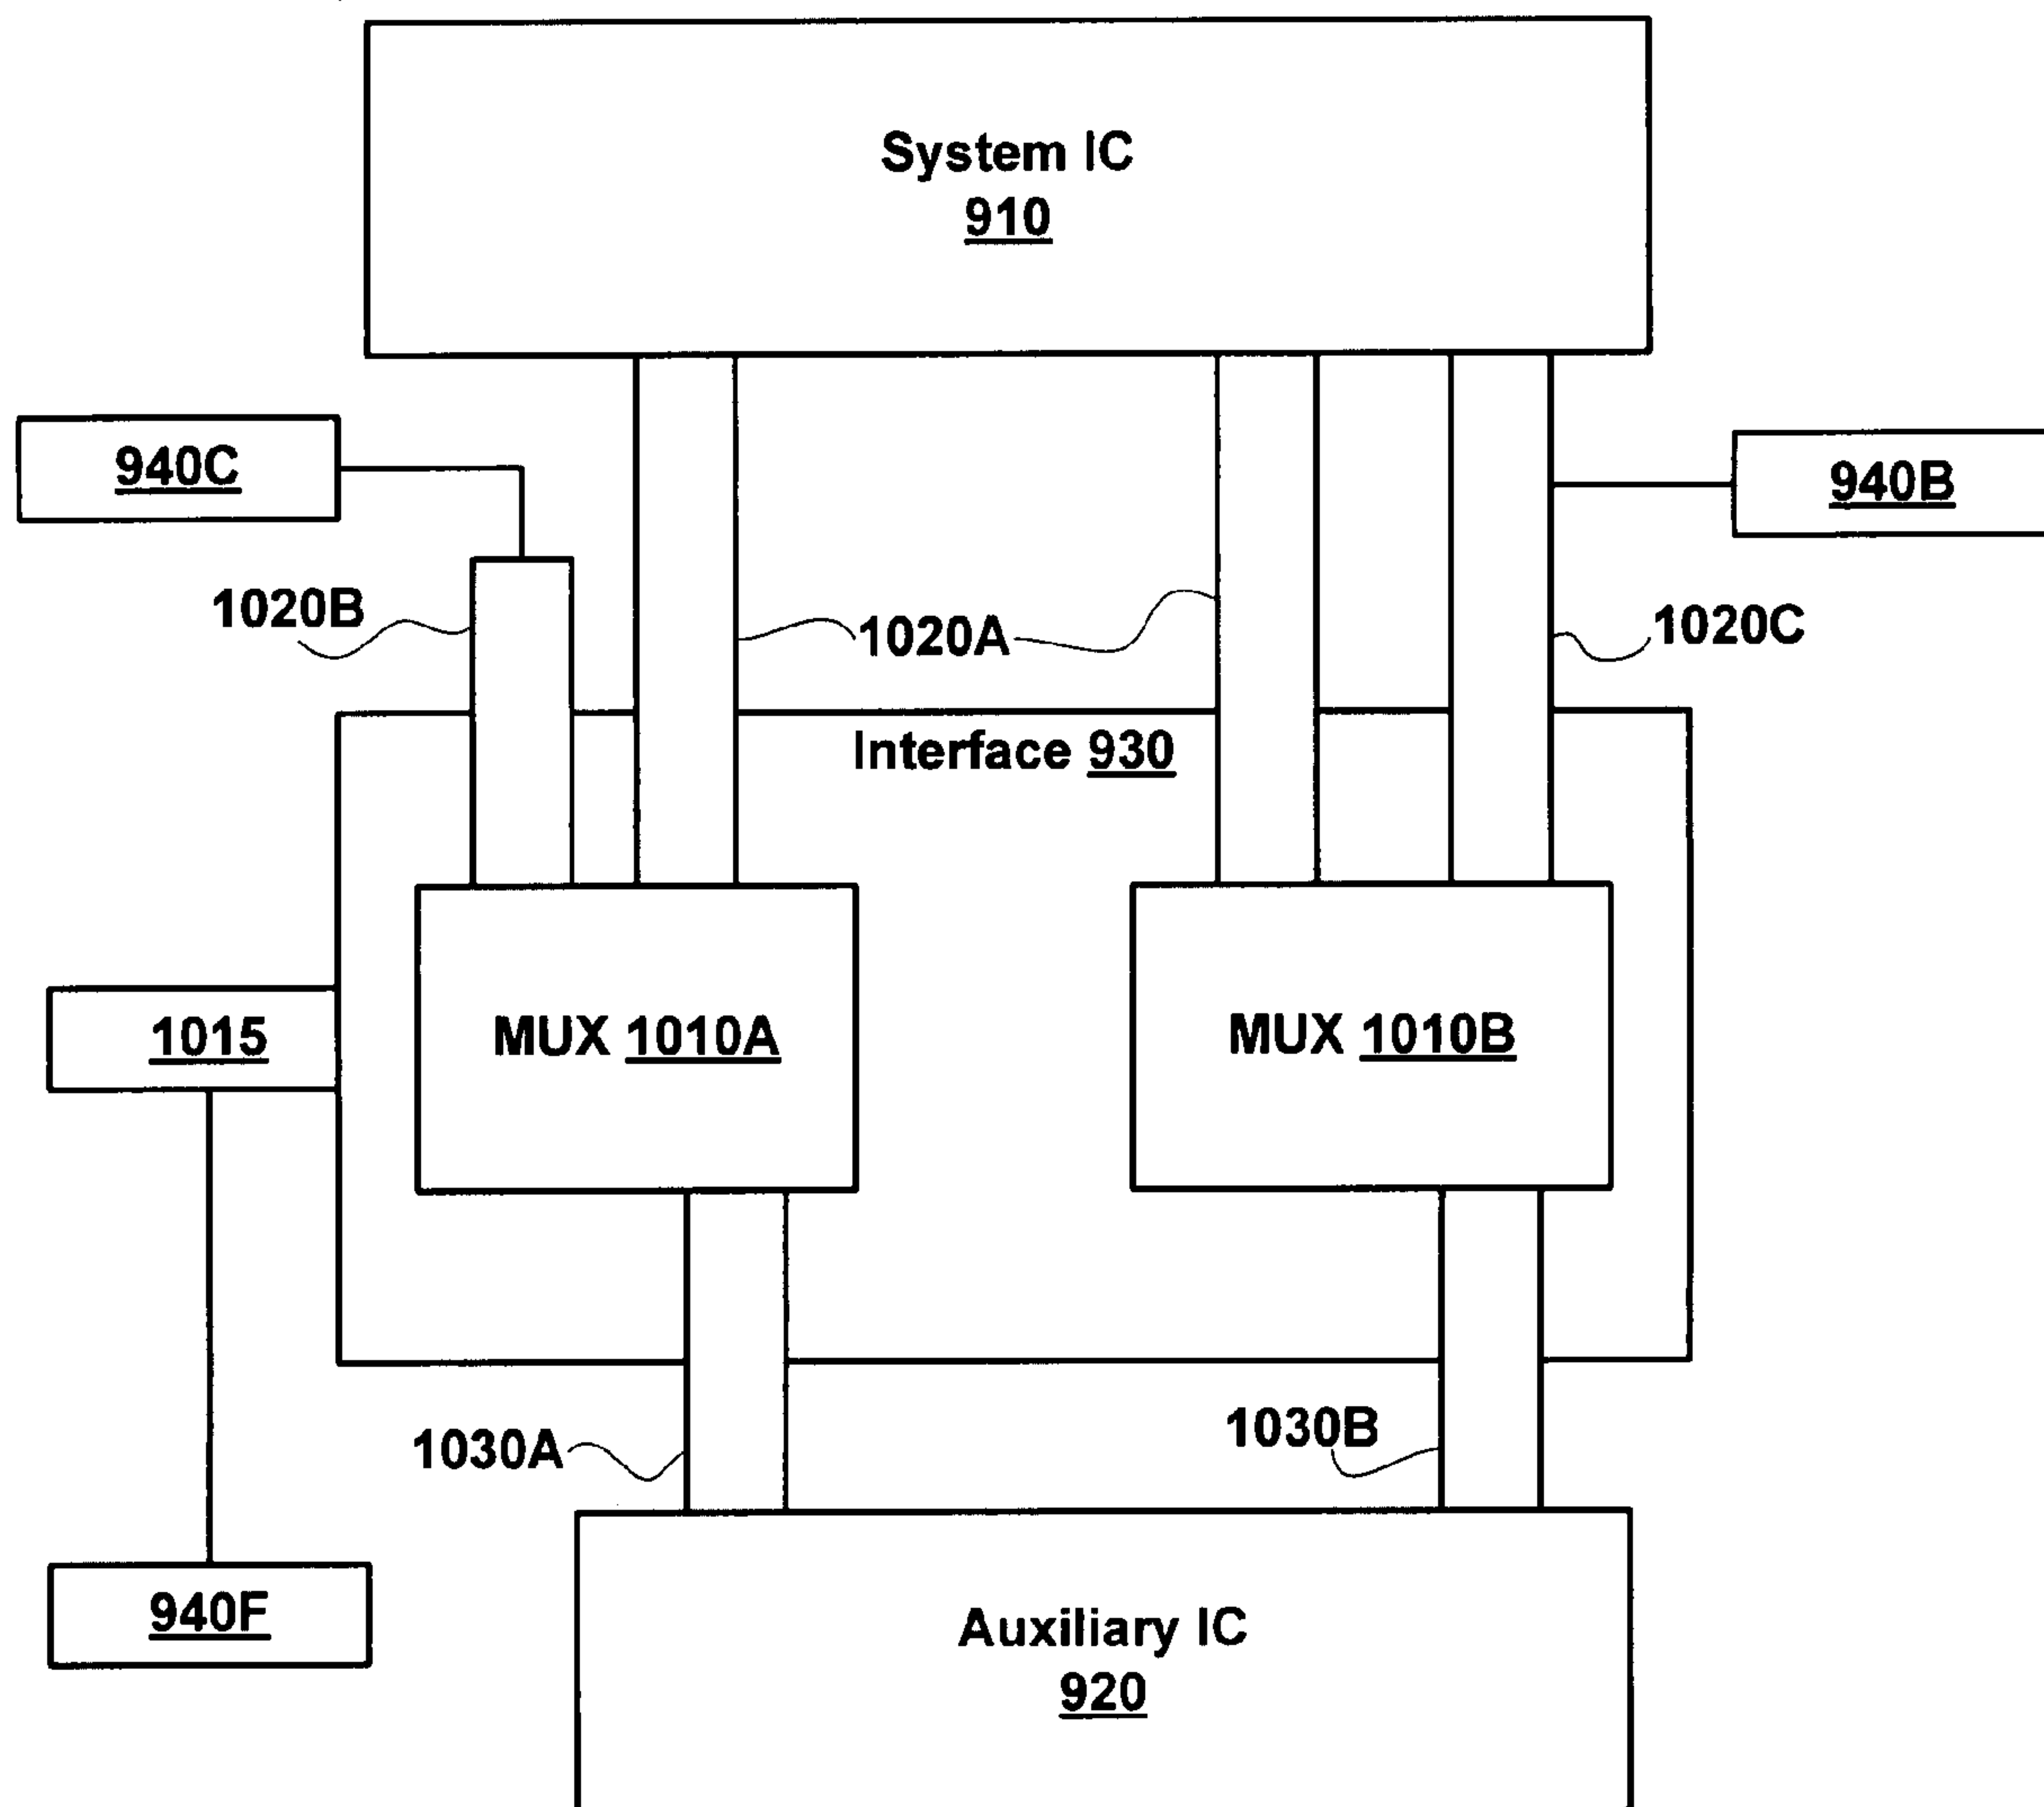 System IC
910
940C
940B
1020B
1020A
1020C
Interface 930
1015
MUX 1010A
MUX 1010B
1030A
1030B
940F
Auxiliary IC
920